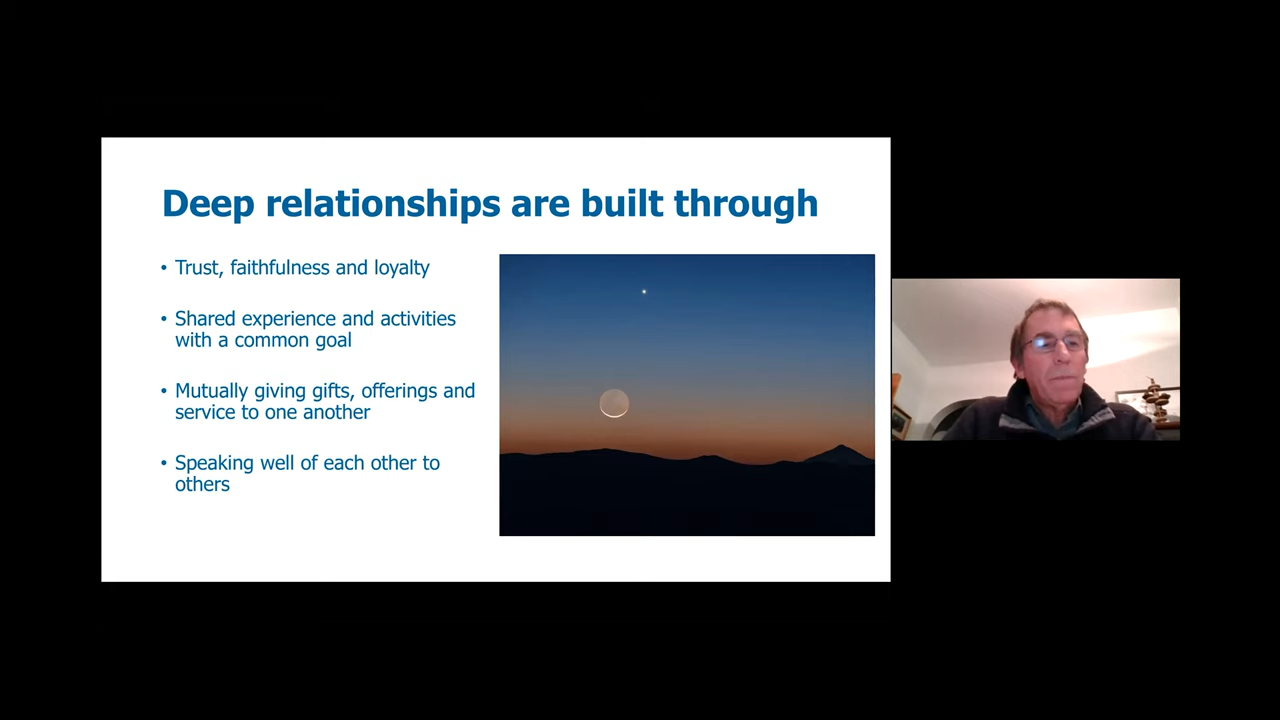 Deep relationships are built through
• Trust, faithfulness and loyalty
• Shared experience and activities
with a common goal
• Mutually giving gifts, offerings and
service to one another
• Speaking well of each other to
others